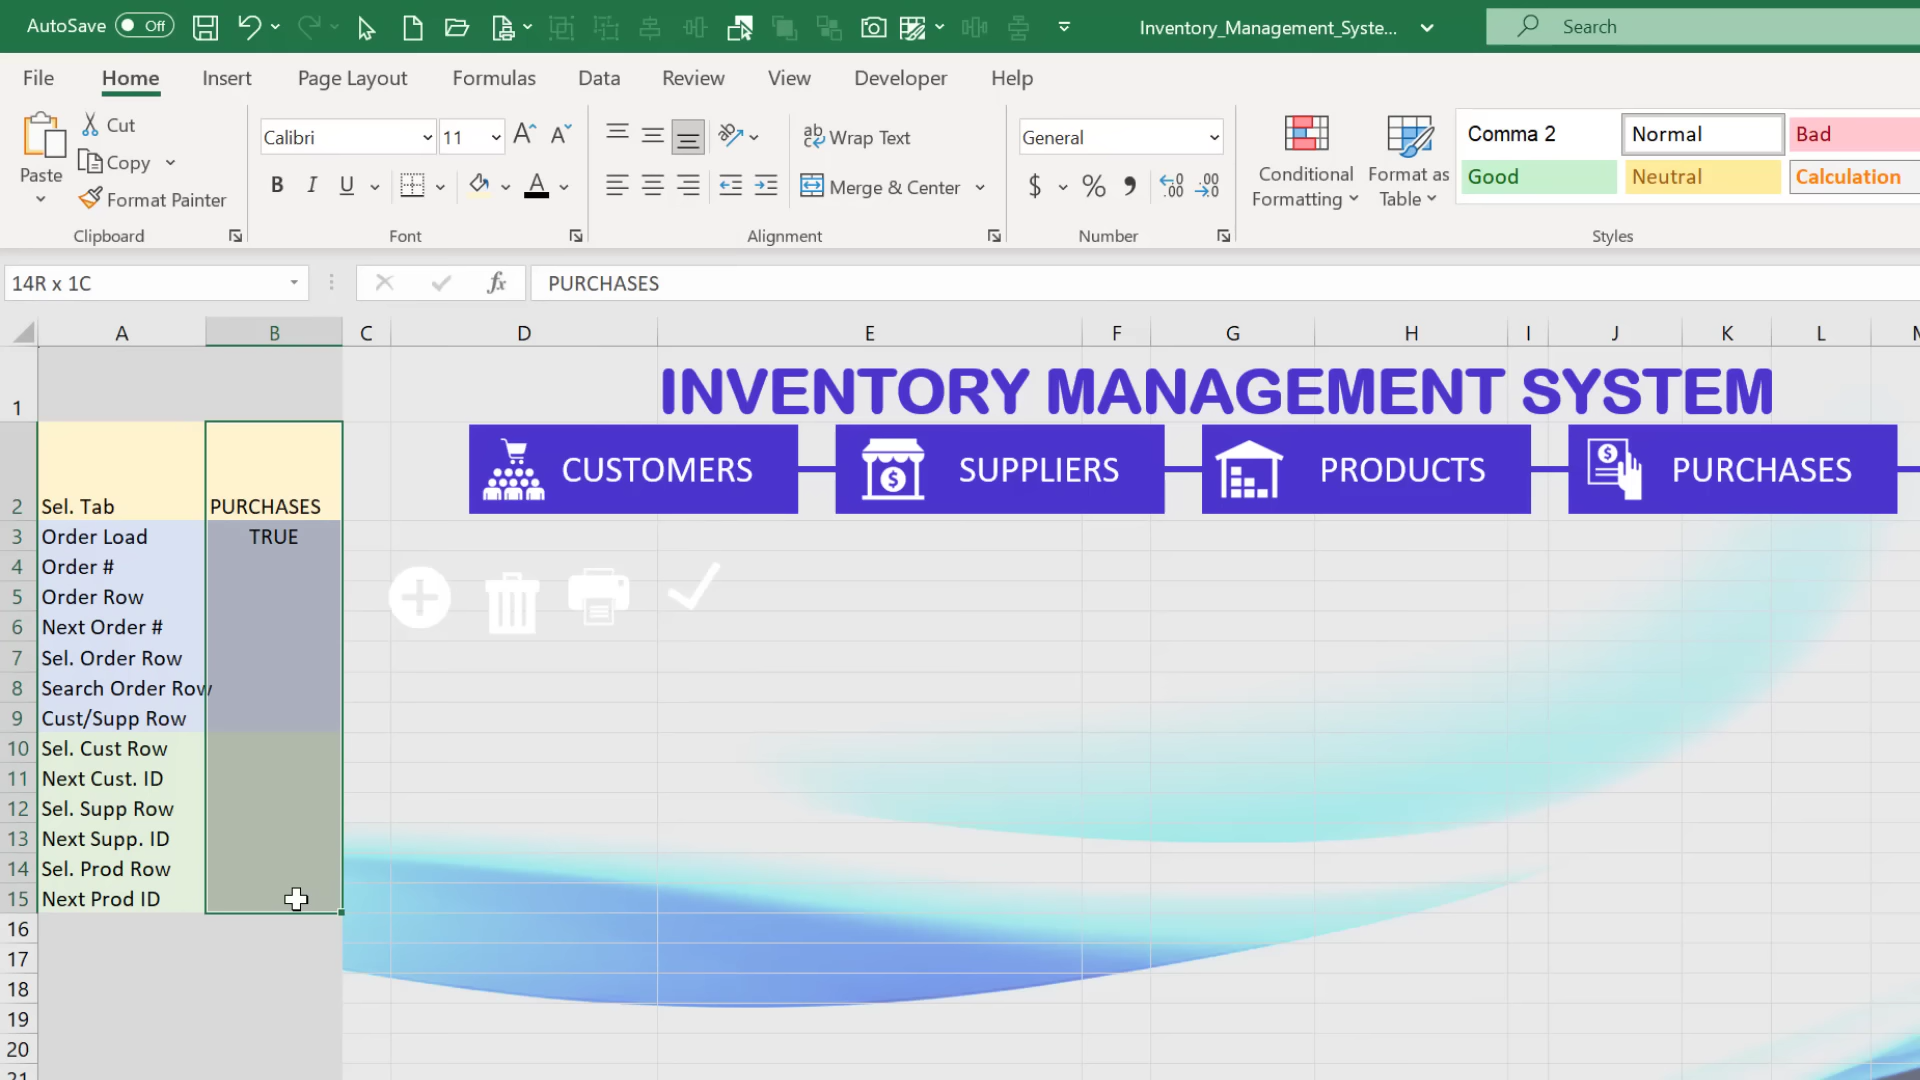 AutoSave Off Inventory_Management_Syste... Search
File Home Insert Page Layout Formulas Data Review View Developer Help
Paste Cut Copy Format Painter
Clipboard
Calibri 11
B I U A
Font
ab Wrap Text
Merge & Center
Alignment
General
$ % 9 .00 .00
Number
Conditional Formatting
Format as Table
Comma 2 Normal Bad
Good Neutral Calculation
Styles
14R x 1C fx PURCHASES
A B C D E F G H I J K L
1 INVENTORY MANAGEMENT SYSTEM
CUSTOMERS SUPPLIERS PRODUCTS PURCHASES
2 Sel. Tab PURCHASES
3 Order Load TRUE
4 Order #
5 Order Row
6 Next Order #
7 Sel. Order Row
8 Search Order Row
9 Cust/Supp Row
10 Sel. Cust Row
11 Next Cust. ID
12 Sel. Supp Row
13 Next Supp. ID
14 Sel. Prod Row
15 Next Prod ID
16
17
18
19
20
21